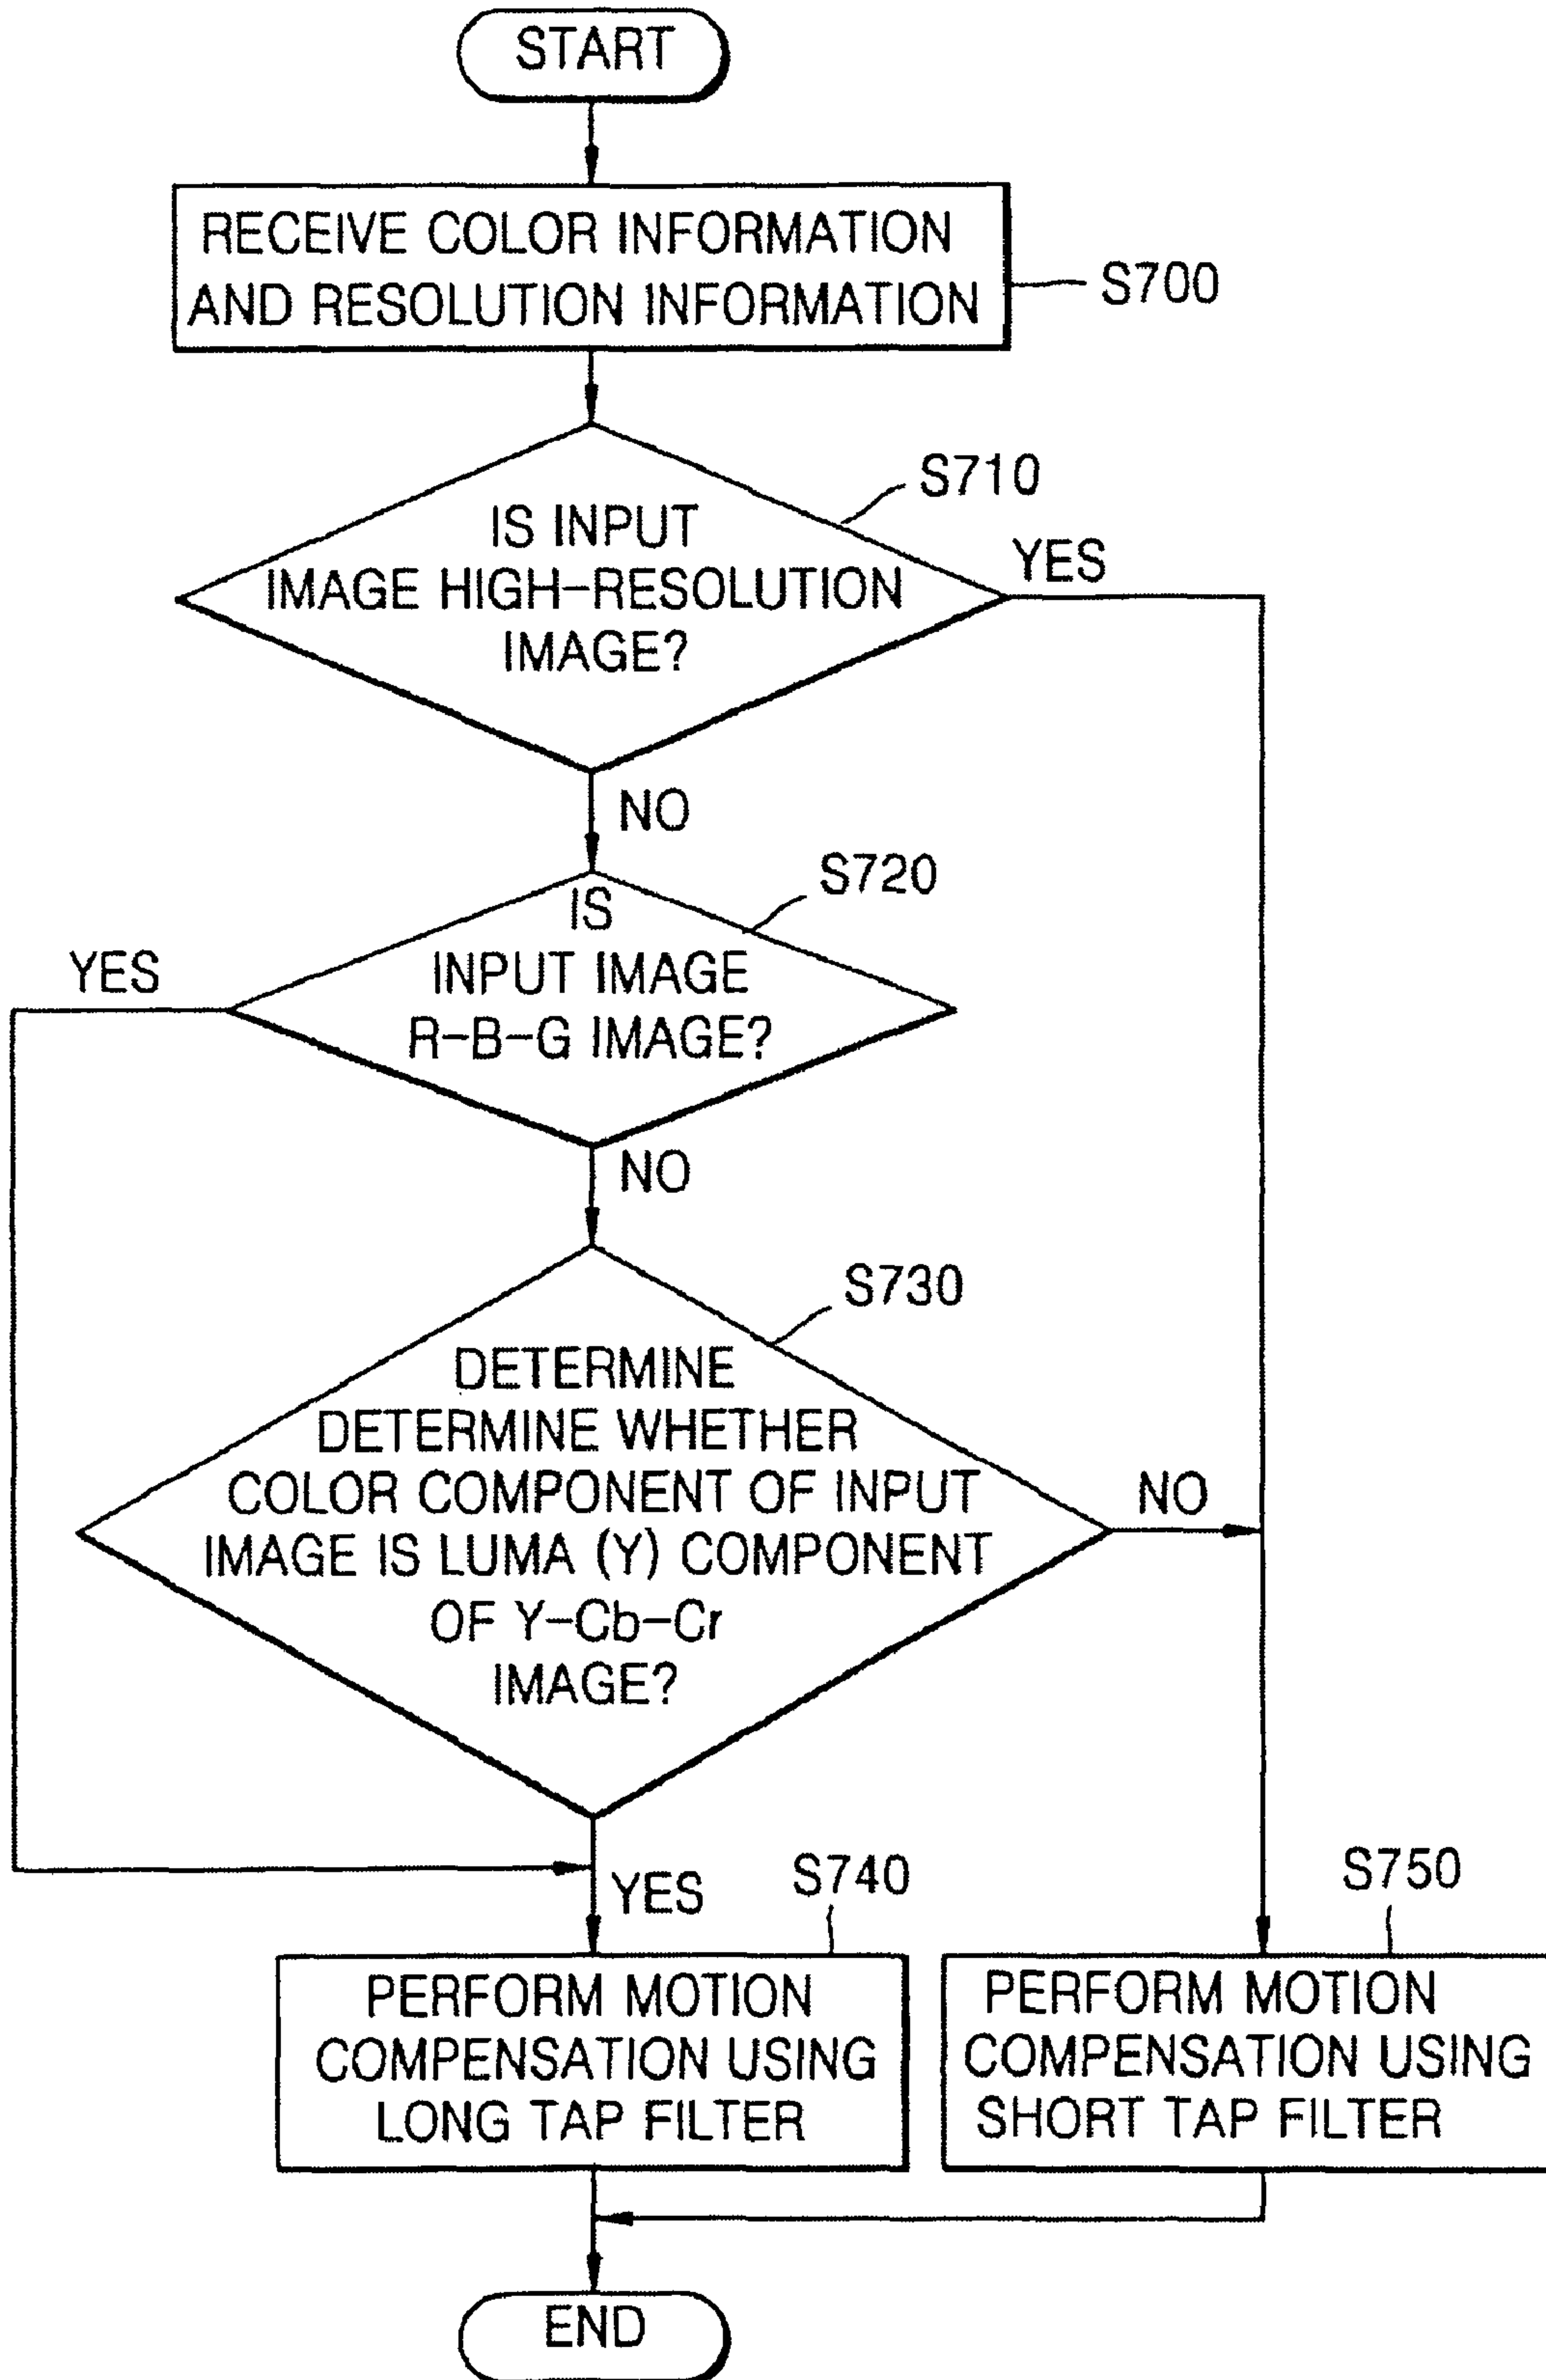 START
RECEIVE COLOR INFORMATION
AND RESOLUTION INFORMATION
S700
S710
IS INPUT
IMAGE HIGH-RESOLUTION
IMAGE?
YES
NO
S720
IS
INPUT IMAGE
R-B-G IMAGE?
YES
NO
S730
DETERMINE
DETERMINE WHETHER
COLOR COMPONENT OF INPUT
IMAGE IS LUMA (Y) COMPONENT
OF Y-Cb-Cr
IMAGE?
NO
YES
S740
PERFORM MOTION
COMPENSATION USING
LONG TAP FILTER
S750
PERFORM MOTION
COMPENSATION USING
SHORT TAP FILTER
END